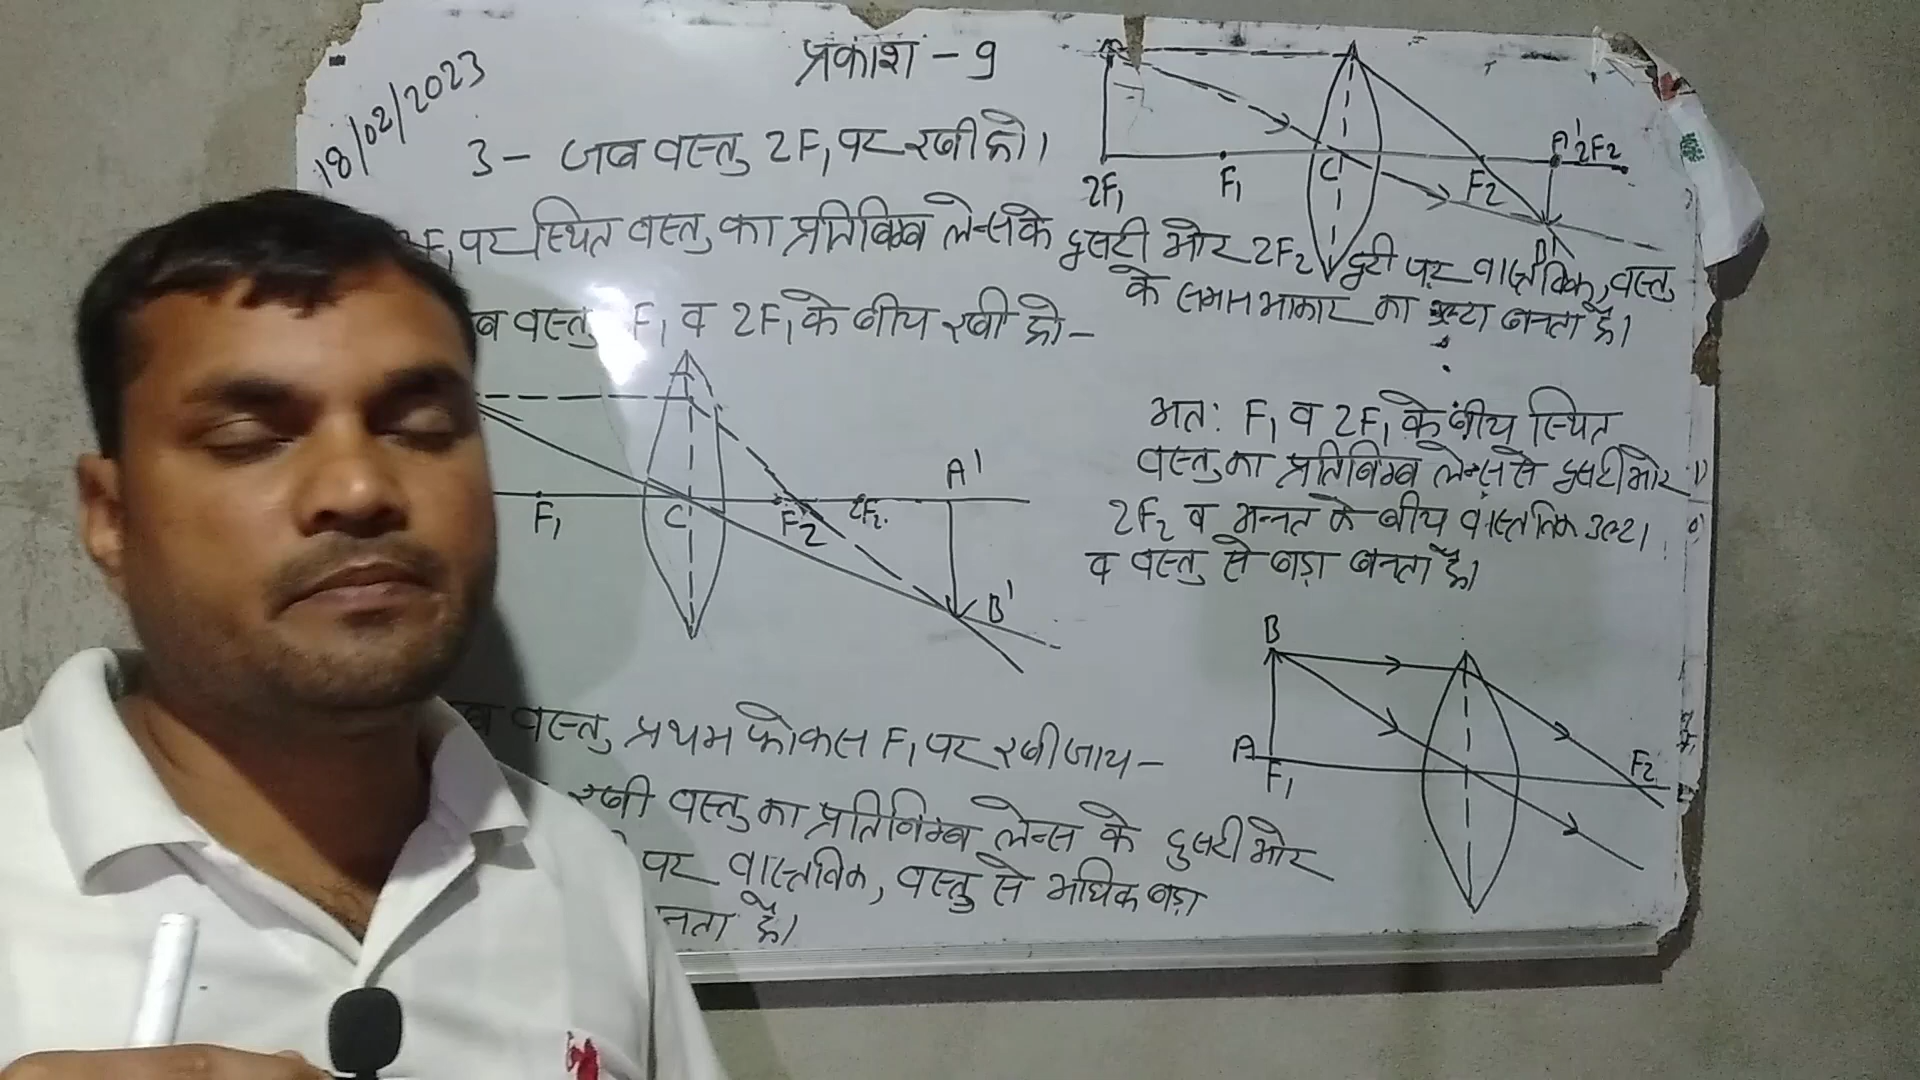 18/02/2023
प्रकाश - 9
3 - जब वस्तु 2F₁ पर रखी हो।
2F₁ F₁ C F₂ A' 2F₂
B'
F₁ पर स्थित वस्तु का प्रतिबिम्ब लेन्स के दुसरी ओर 2F₂ दुरी पर वास्तविक, वस्तु
के समान आकार का बनता है।
वस्तु F₁ व 2F₁ के बीच रखी हो -
F₁ C F₂ 2F₂ A'
B'
अतः F₁ व 2F₁ के बीच स्थित
वस्तु का प्रतिबिम्ब लेन्स से दुसरी ओर
2F₂ व अनन्त के बीच वास्तविक उल्टा
व वस्तु से बड़ा बनता है।
वस्तु प्रथम फोकस F₁ पर रखी जाय -
B
A F₁ F₂
रखी वस्तु का प्रतिबिम्ब लेन्स के दुसरी ओर
पर वास्तविक, वस्तु से अधिक बड़ा
है।